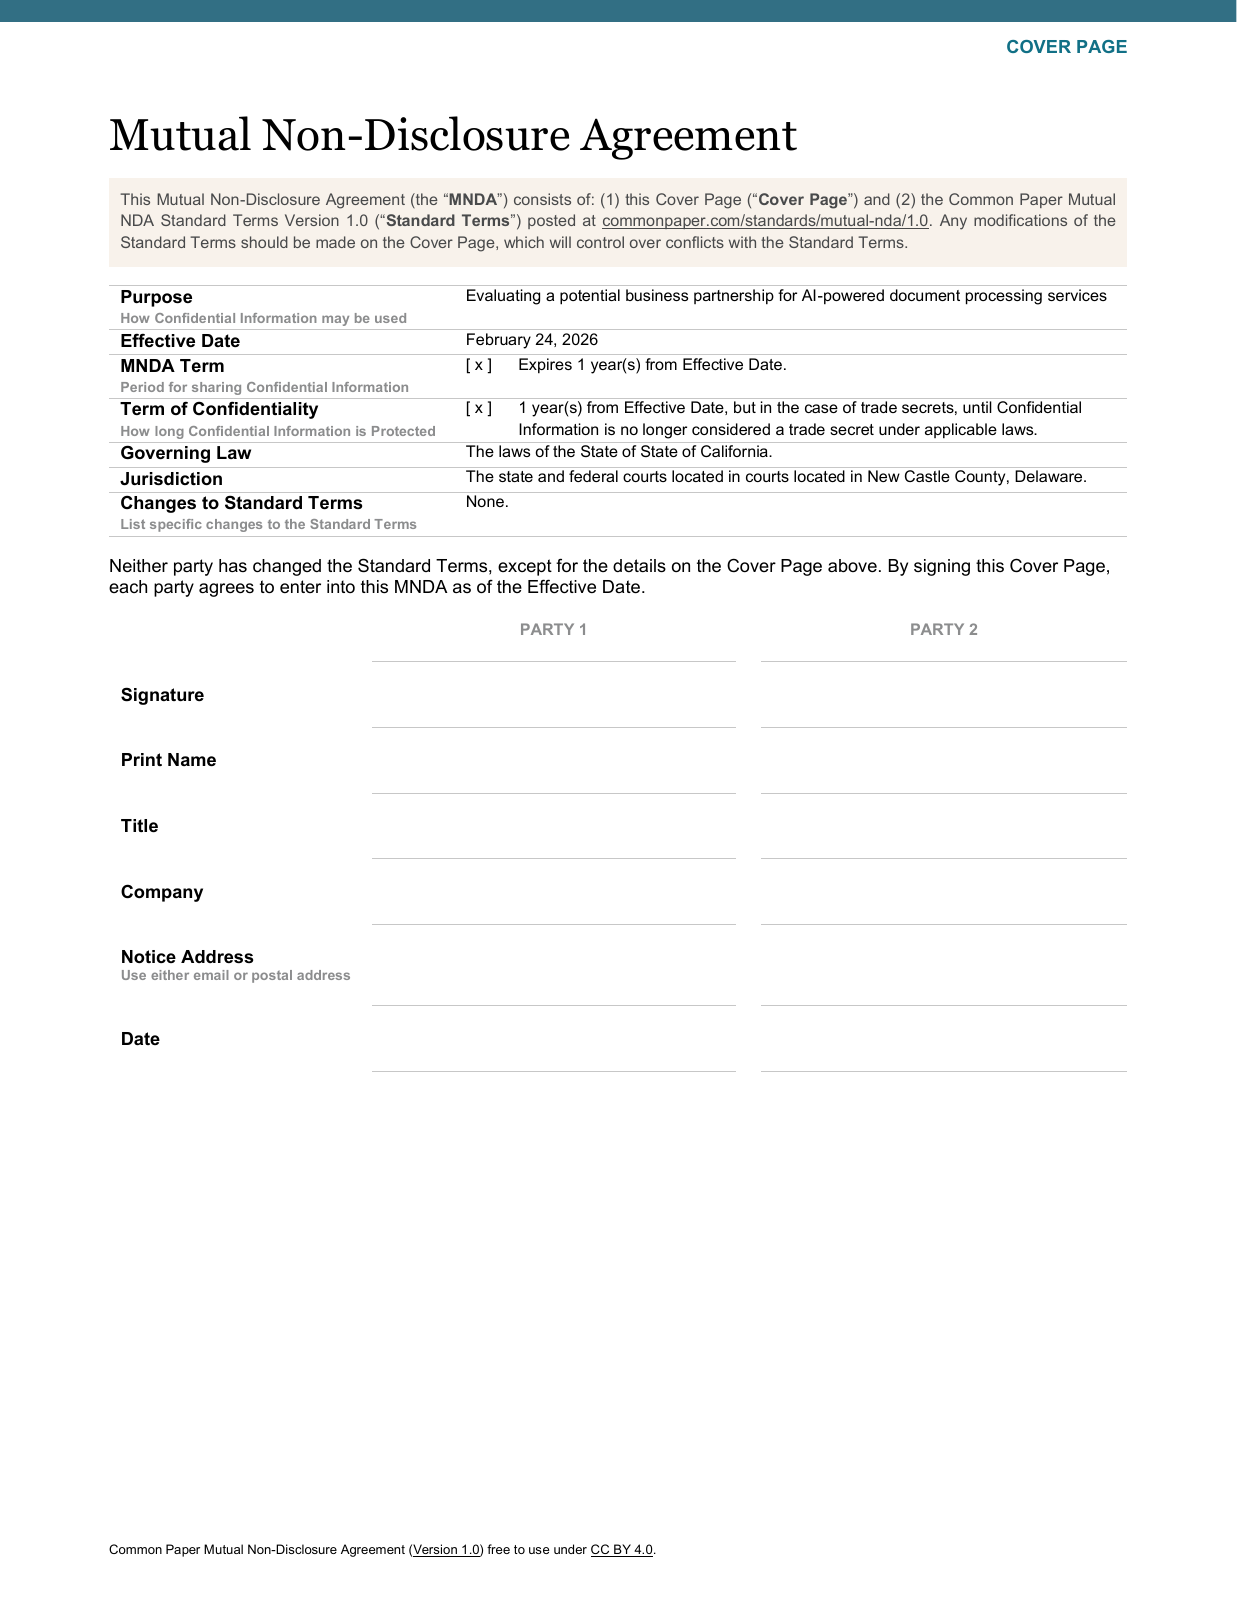 COVER PAGE
Mutual Non-Disclosure Agreement
This Mutual Non-Disclosure Agreement (the “MNDA”) consists of: (1) this Cover Page (“Cover Page”) and (2) the Common Paper Mutual
NDA Standard Terms Version 1.0 (“Standard Terms”) posted at commonpaper.com/standards/mutual-nda/1.0. Any modifications of the
Standard Terms should be made on the Cover Page, which will control over conflicts with the Standard Terms.
Purpose Evaluating a potential business partnership for AI-powered document processing services
How Confidential Information may be used
Effective Date February 24, 2026
MNDA Term [ x ] Expires 1 year(s) from Effective Date.
Period for sharing Confidential Information
Term of Confidentiality [ x ] 1 year(s) from Effective Date, but in the case of trade secrets, until Confidential
How long Confidential Information is Protected Information is no longer considered a trade secret under applicable laws.
Governing Law The laws of the State of State of California.
Jurisdiction The state and federal courts located in courts located in New Castle County, Delaware.
Changes to Standard Terms None.
List specific changes to the Standard Terms
Neither party has changed the Standard Terms, except for the details on the Cover Page above. By signing this Cover Page,
each party agrees to enter into this MNDA as of the Effective Date.
PARTY 1 PARTY 2
Signature
Print Name
Title
Company
Notice Address
Use either email or postal address
Date
Common Paper Mutual Non-Disclosure Agreement (Version 1.0) free to use under CC BY 4.0.